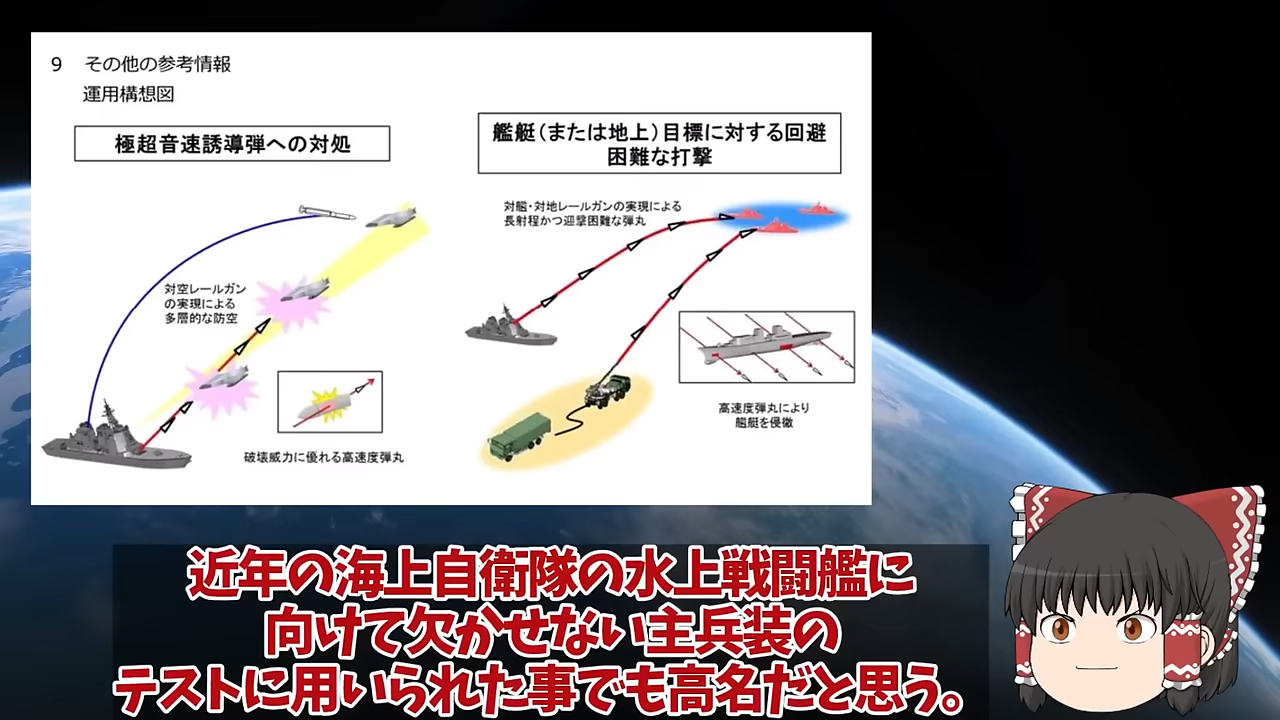 9 その他の参考情報
運用構想図
極超音速誘導弾への対処
対空レールガン
の実現による
多層的な防空
破壊威力に優れる高速度弾丸
艦艇(または地上)目標に対する回避
困難な打撃
対艦・対地レールガンの実現による
長射程かつ迎撃困難な弾丸
高速度弾丸により
艦艇を侵徹
近年の海上自衛隊の水上戦闘艦に
向けて欠かせない主兵装の
テストに用いられた事でも高名だと思う。